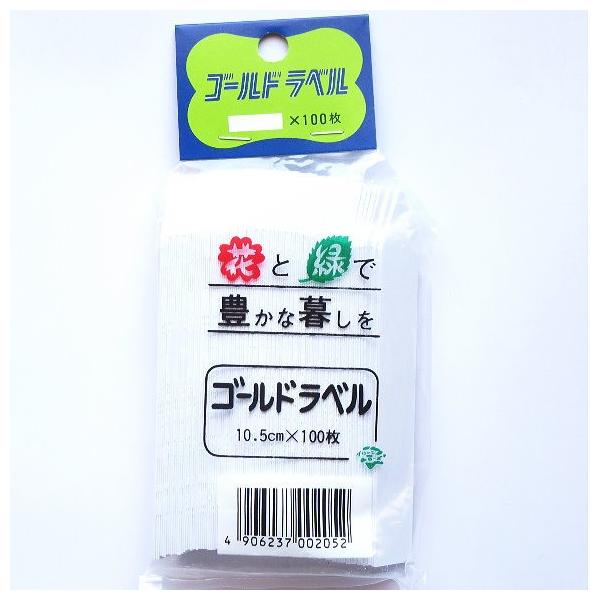 ゴールド ラベル
×100枚
花と緑で
豊かな暮しを
ゴールドラベル
10.5cm×100枚
4 906237 002052